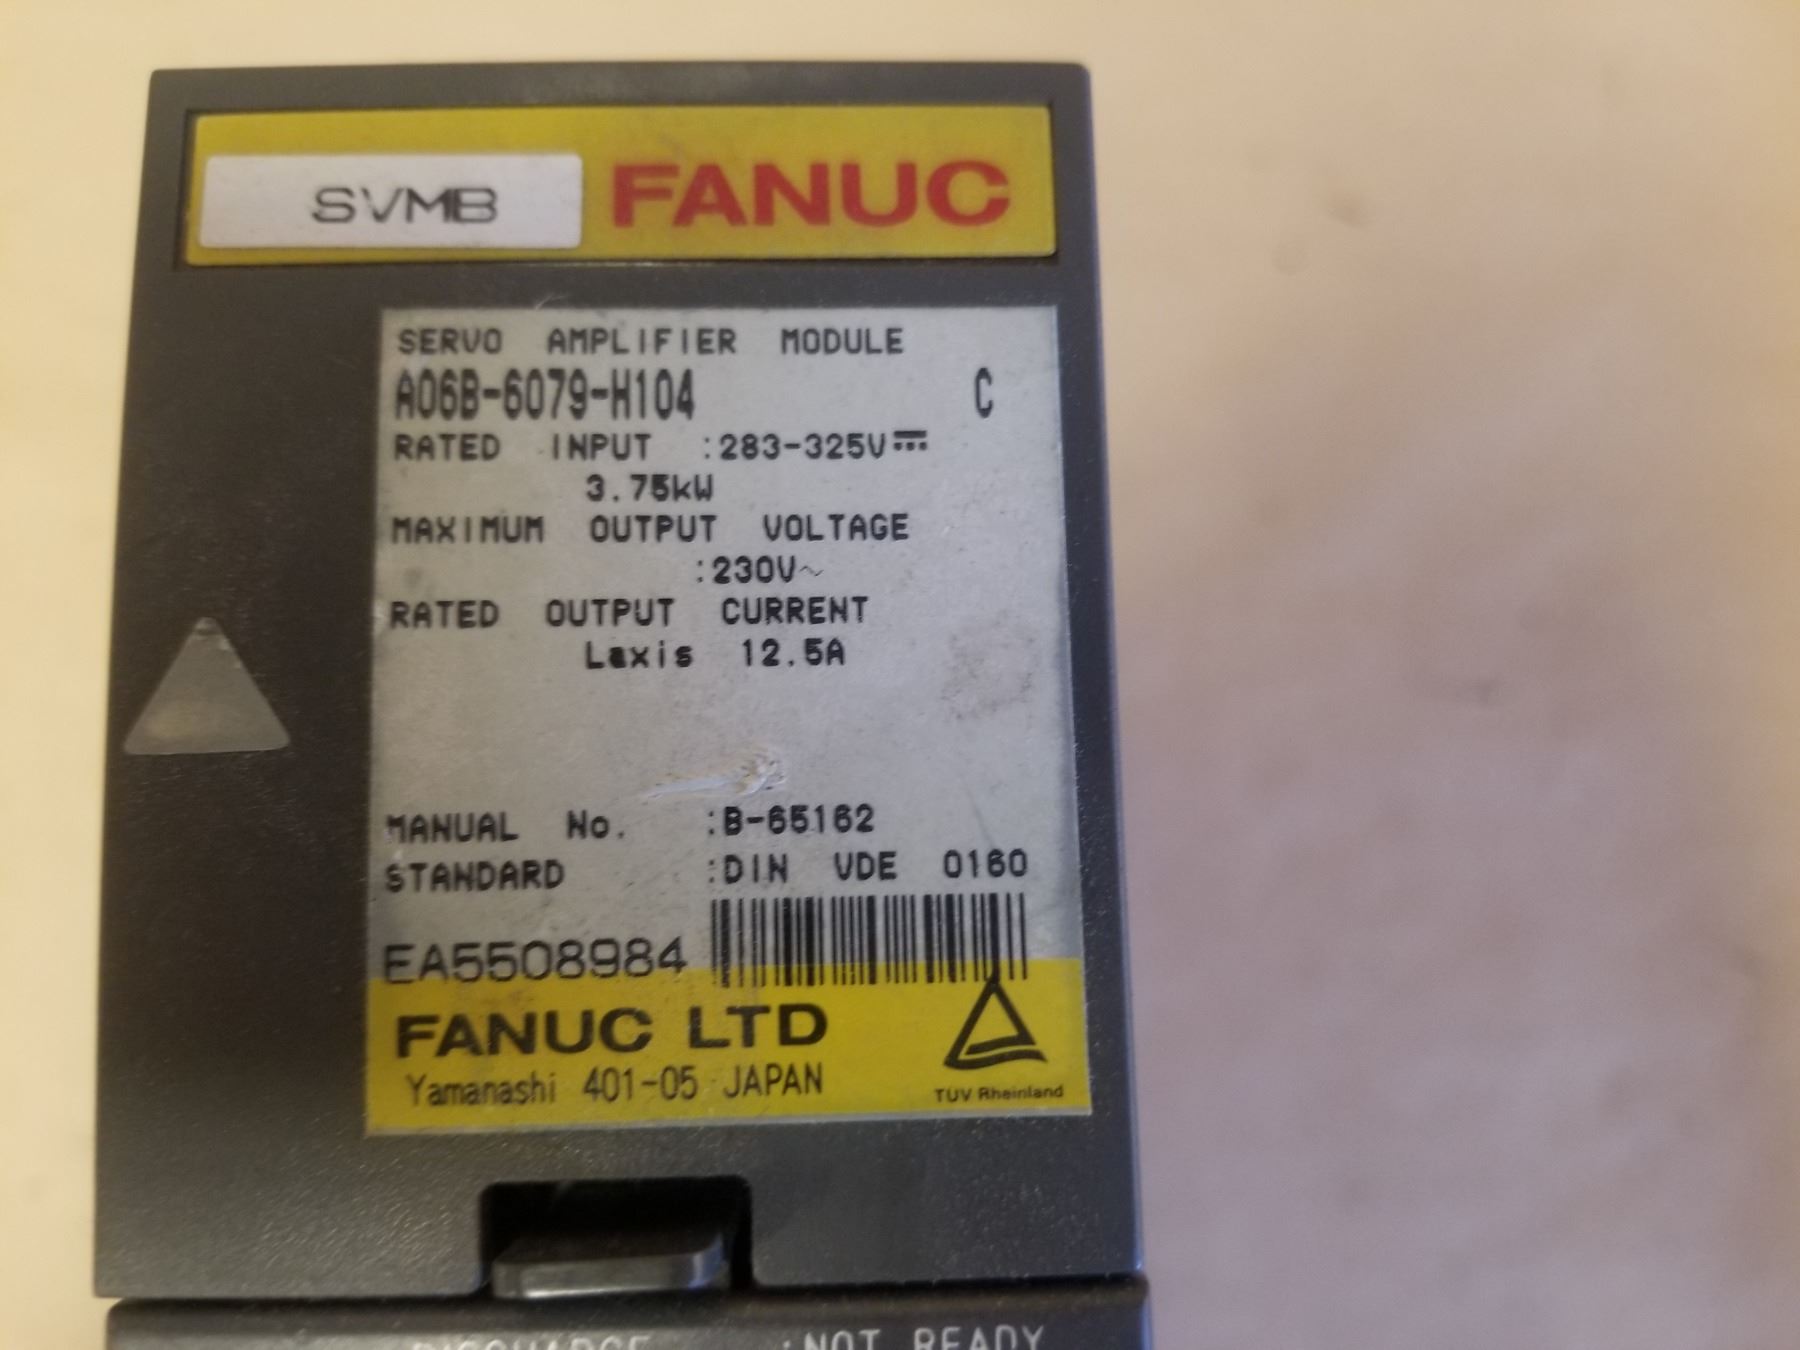 SVMB FANUC
SERVO AMPLIFIER MODULE
A06B-6079-H104 C
RATED INPUT :283-325V⎓
3.75kW
MAXIMUM OUTPUT VOLTAGE
:230V~
RATED OUTPUT CURRENT
Laxis 12.5A
MANUAL No. :B-65162
STANDARD :DIN VDE 0160
EA5508984
FANUC LTD
Yamanashi 401-05 JAPAN
TUV Rheinland
:NOT READY